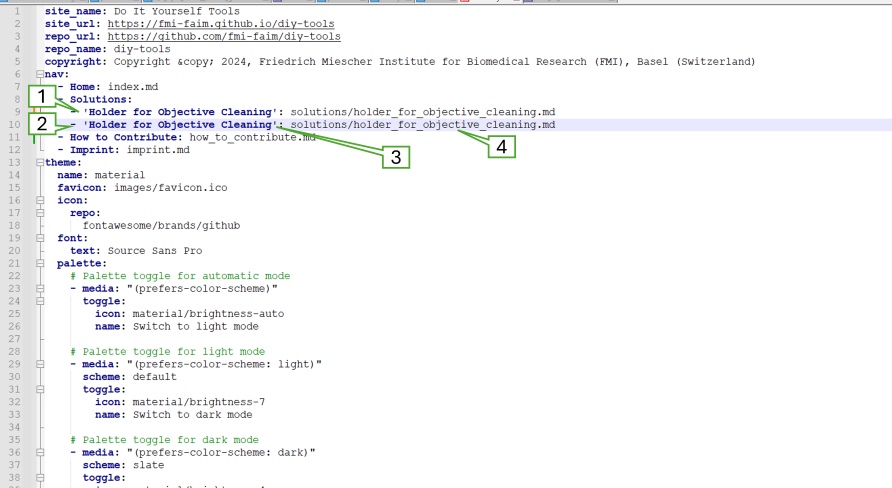 1 site_name: Do It Yourself Tools
2 site_url: https://fmi-faim.github.io/diy-tools
3 repo_url: https://github.com/fmi-faim/diy-tools
4 repo_name: diy-tools
5 copyright: Copyright &copy; 2024, Friedrich Miescher Institute for Biomedical Research (FMI), Basel (Switzerland)
6 nav:
7 - Home: index.md
8 - Solutions:
1
9 - 'Holder for Objective Cleaning': solutions/holder_for_objective_cleaning.md
2
10 - 'Holder for Objective Cleaning': solutions/holder_for_objective_cleaning.md
11 - How to Contribute: how_to_contribute.md
3
4
12 - Imprint: imprint.md
13 theme:
14 name: material
15 favicon: images/favicon.ico
16 icon:
17 repo:
18 fontawesome/brands/github
19 font:
20 text: Source Sans Pro
21 palette:
22 # Palette toggle for automatic mode
23 - media: "(prefers-color-scheme)"
24 toggle:
25 icon: material/brightness-auto
26 name: Switch to light mode
27
28 # Palette toggle for light mode
29 - media: "(prefers-color-scheme: light)"
30 scheme: default
31 toggle:
32 icon: material/brightness-7
33 name: Switch to dark mode
34
35 # Palette toggle for dark mode
36 - media: "(prefers-color-scheme: dark)"
37 scheme: slate
38 toggle: